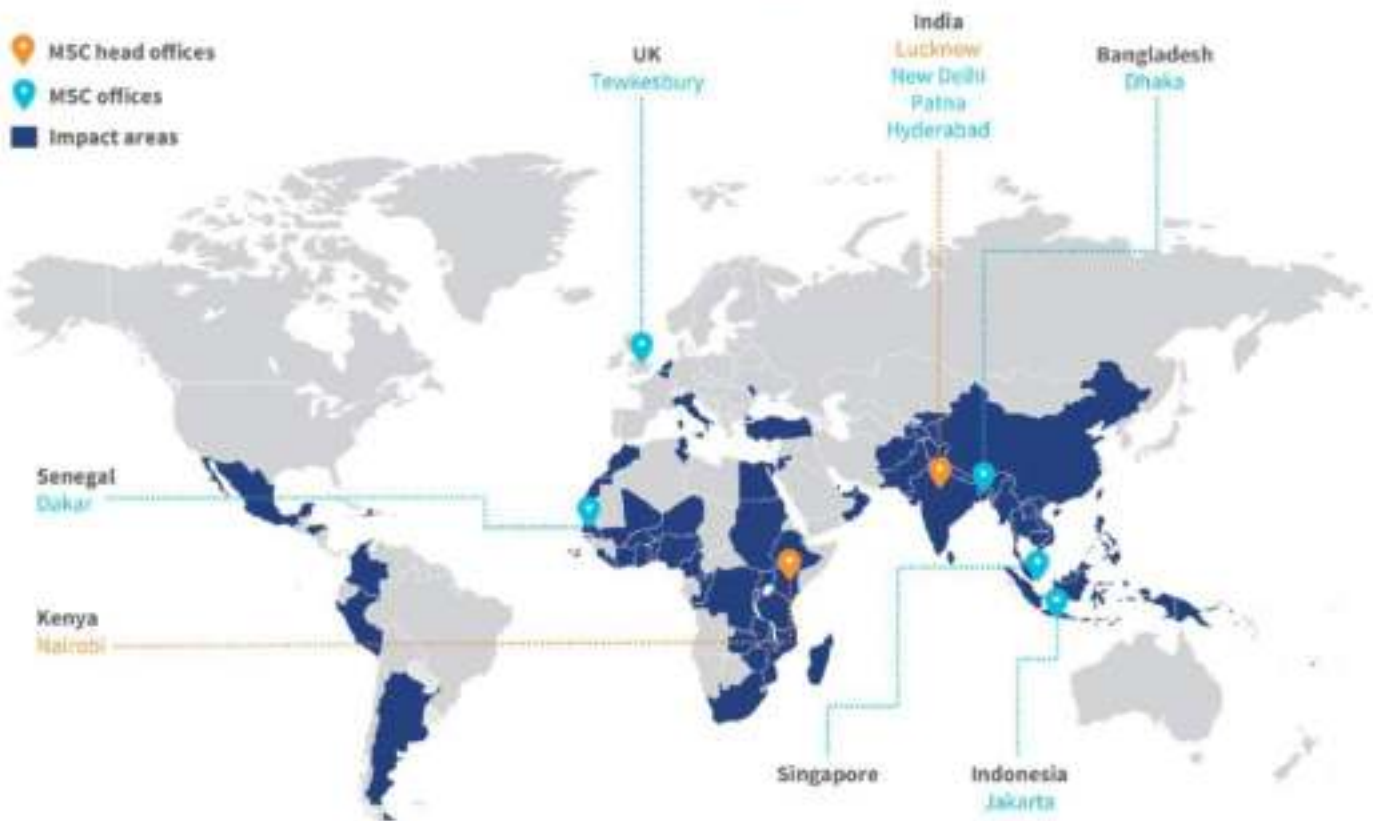 MSC head offices
MSC offices
Impact areas
UK
Tewkesbury
India
Lucknow
New Delhi
Patna
Hyderabad
Bangladesh
Dhaka
Senegal
Dakar
Kenya
Nairobi
Singapore
Indonesia
Jakarta